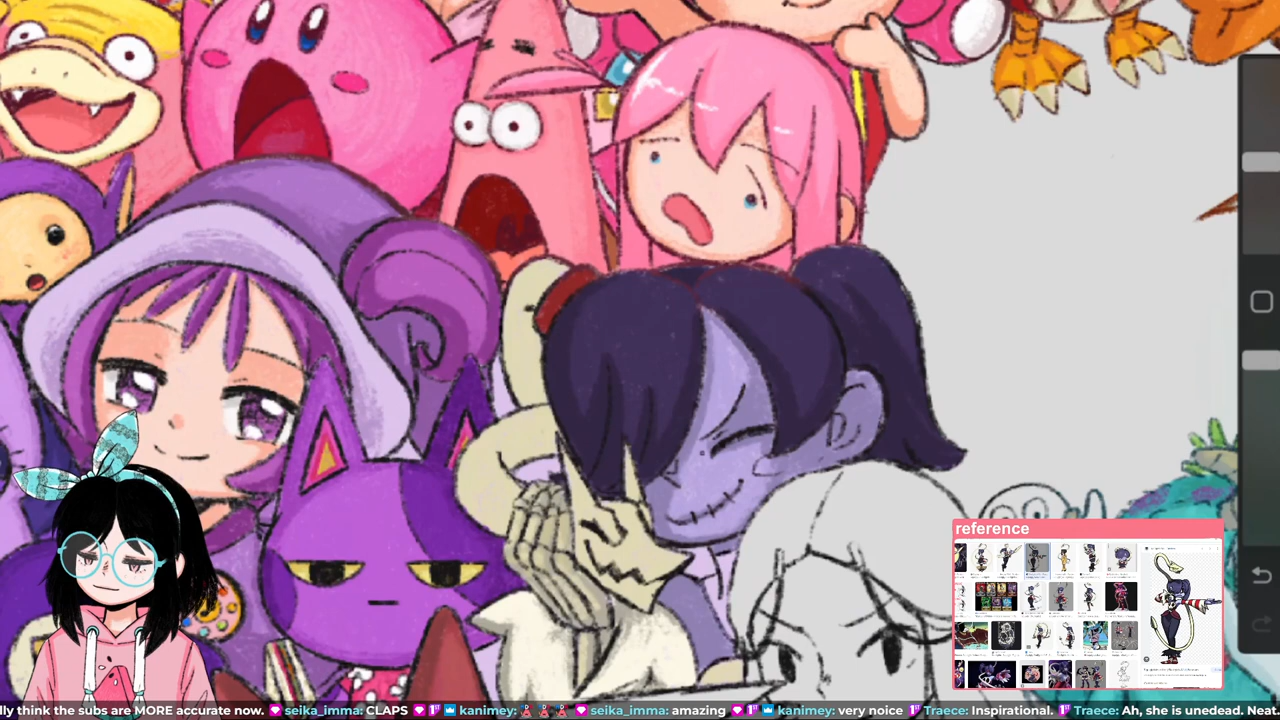 reference
lly think the subs are MORE accurate now. seika_imma: CLAPS kanimey: seika_imma: amazing kanimey: very noice Traece: Inspirational. Traece: Ah, she is unedead. Neat.